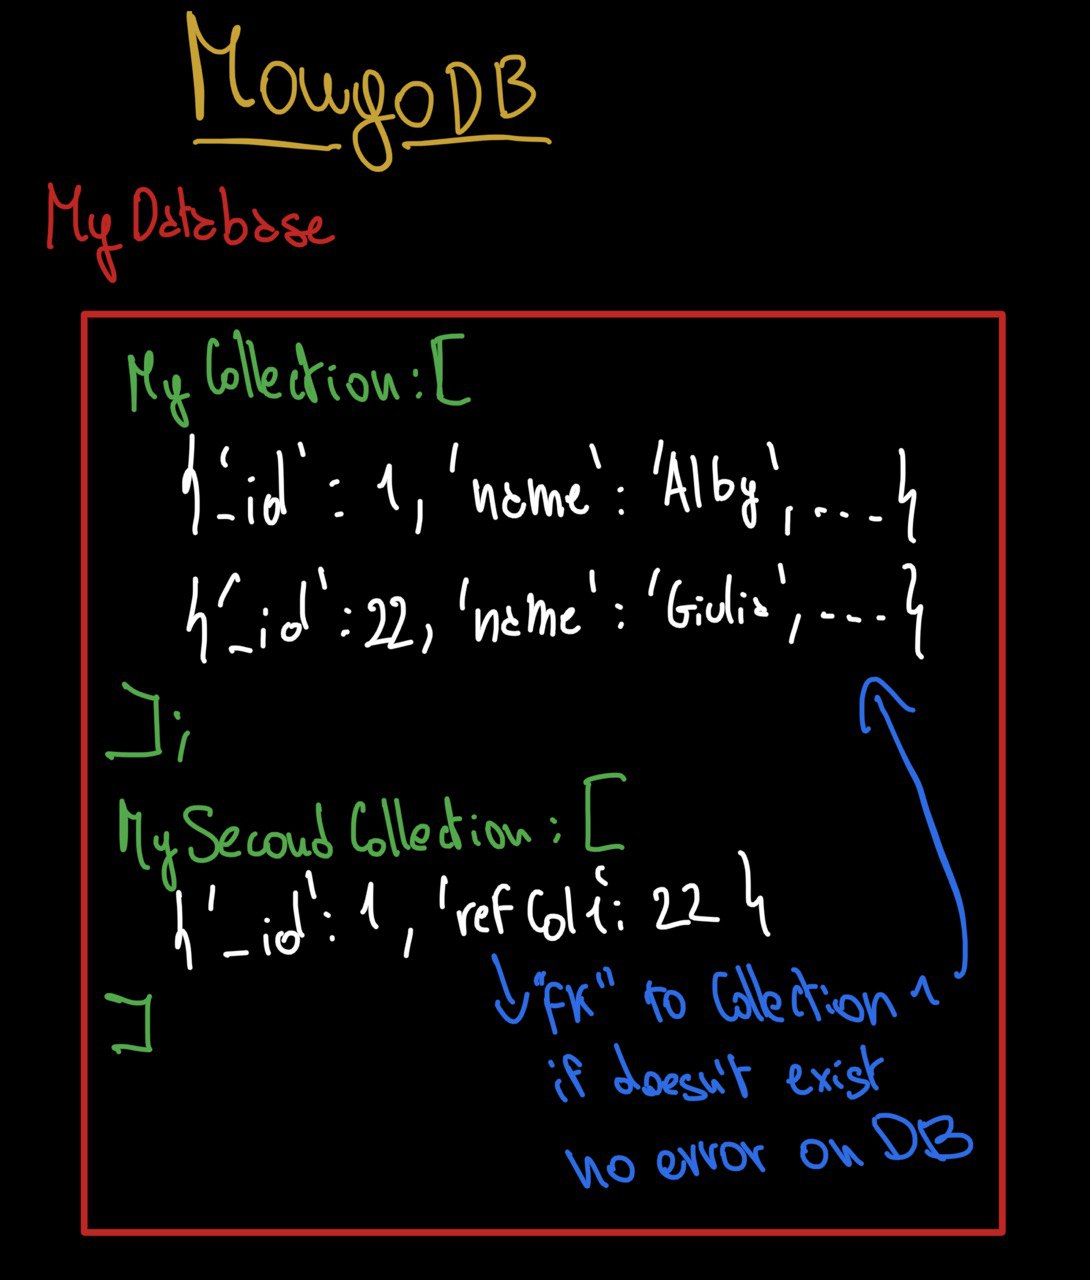 MongoDB
My Database
My Collection : [
{'_id' : 1, 'name' : 'Alby', ....}
{'_id' : 22, 'name' : 'Giulia', ....}
];
My Second Collection : [
{'_id' : 1, 'refCol1' : 22 }
"FK" to Collection 1
]
if doesn't exist
no error on DB